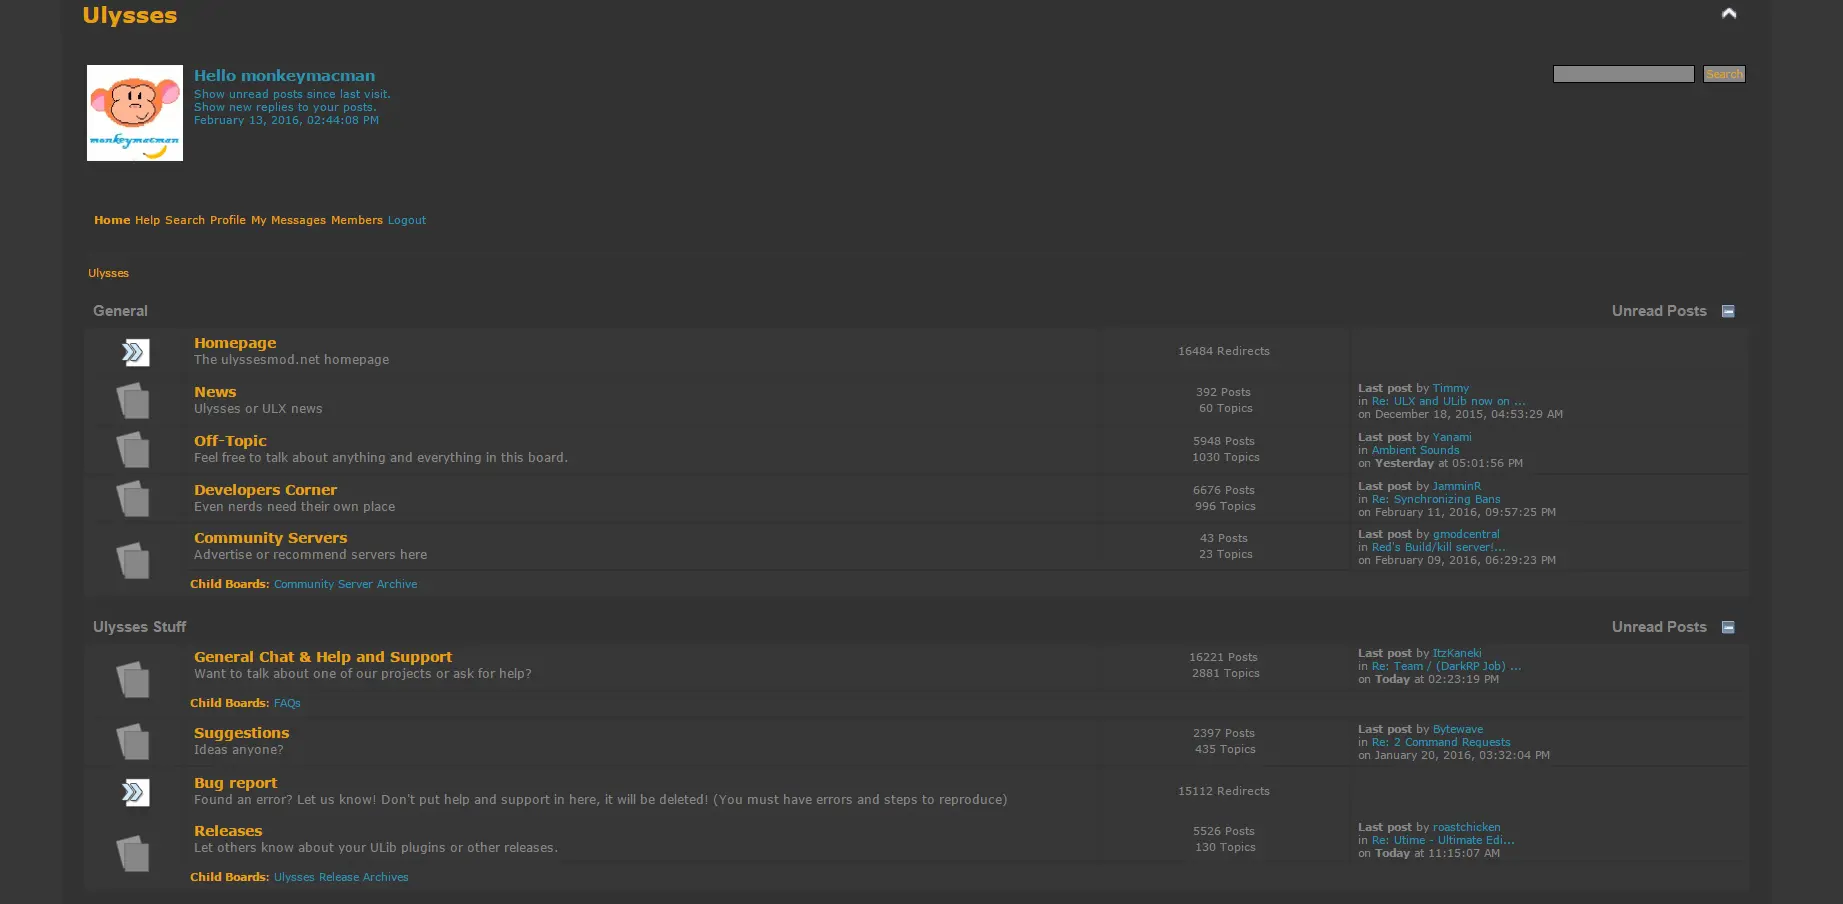 Ulysses
Hello monkeymacman
Show unread posts since last visit.
Show new replies to your posts.
February 13, 2016, 02:44:08 PM
monkeymacman
Search
Home Help Search Profile My Messages Members Logout
Ulysses
General Unread Posts
Homepage
The ulyssesmod.net homepage
16484 Redirects
News
Ulysses or ULX news
392 Posts
60 Topics
Last post by Timmy
in Re: ULX and ULib now on ...
on December 18, 2015, 04:53:29 AM
Off-Topic
Feel free to talk about anything and everything in this board.
5948 Posts
1030 Topics
Last post by Yanami
in Ambient Sounds
on Yesterday at 05:01:56 PM
Developers Corner
Even nerds need their own place
6676 Posts
996 Topics
Last post by JamminR
in Re: Synchronizing Bans
on February 11, 2016, 09:57:25 PM
Community Servers
Advertise or recommend servers here
43 Posts
23 Topics
Last post by gmodcentral
in Red's Build/kill server!...
on February 09, 2016, 06:29:23 PM
Child Boards: Community Server Archive
Ulysses Stuff Unread Posts
General Chat & Help and Support
Want to talk about one of our projects or ask for help?
16221 Posts
2881 Topics
Last post by ItzKaneki
in Re: Team / (DarkRP Job) ...
on Today at 02:23:19 PM
Child Boards: FAQs
Suggestions
Ideas anyone?
2397 Posts
435 Topics
Last post by Bytewave
in Re: 2 Command Requests
on January 20, 2016, 03:32:04 PM
Bug report
Found an error? Let us know! Don't put help and support in here, it will be deleted! (You must have errors and steps to reproduce)
15112 Redirects
Releases
Let others know about your ULib plugins or other releases.
5526 Posts
130 Topics
Last post by roastchicken
in Re: Utime - Ultimate Edi...
on Today at 11:15:07 AM
Child Boards: Ulysses Release Archives